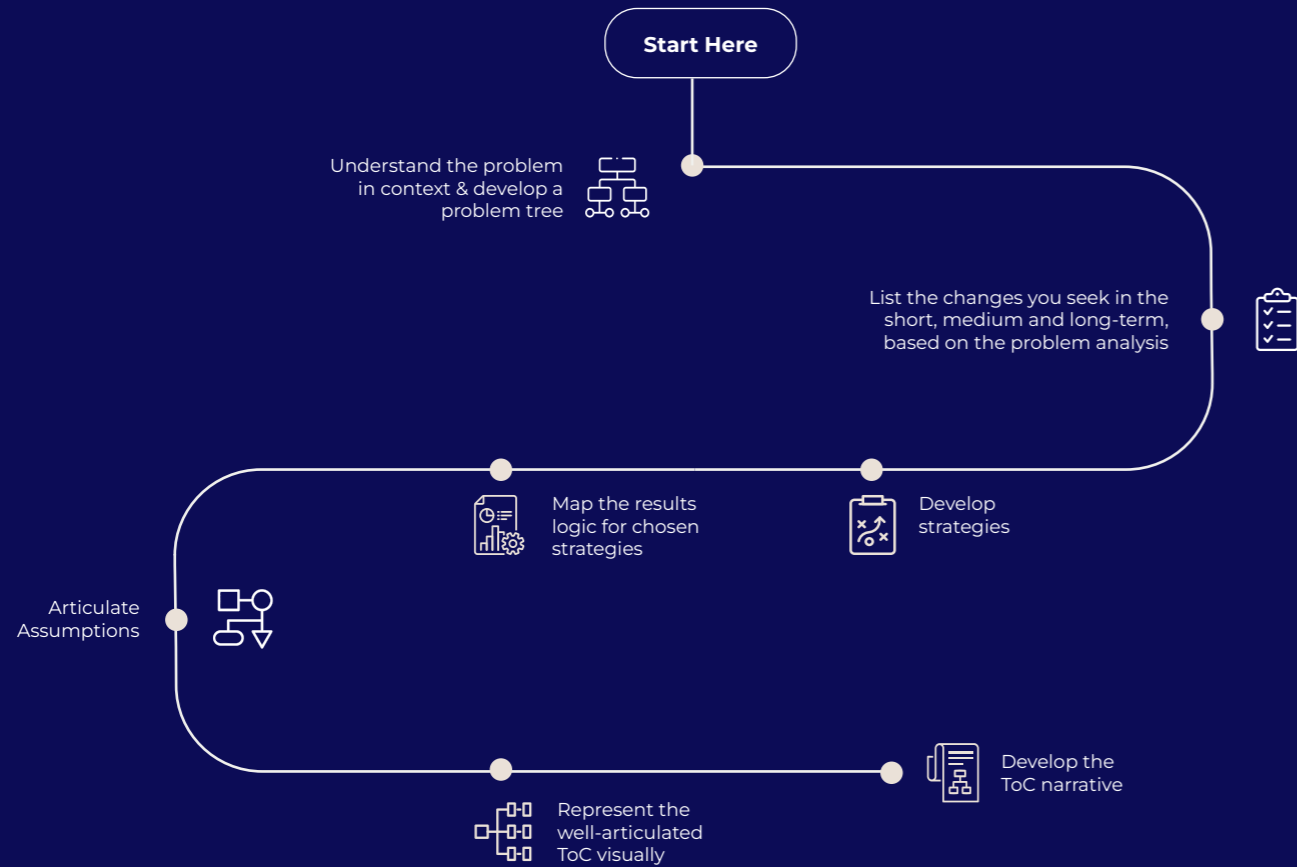 Start Here
Understand the problem
in context & develop a
problem tree
List the changes you seek in the
short, medium and long-term,
based on the problem analysis
Develop
strategies
Map the results
logic for chosen
strategies
Articulate
Assumptions
Represent the
well-articulated
ToC visually
Develop the
ToC narrative